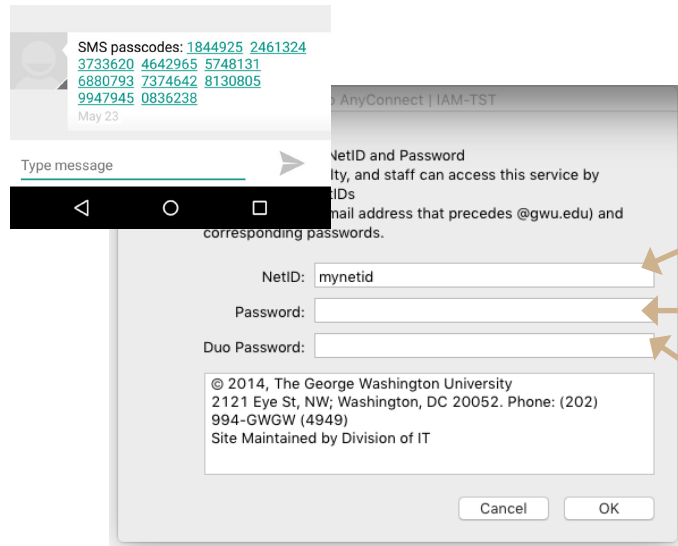 SMS passcodes: 1844925 2461324
3733620 4642965 5748131
6880793 7374642 8130805
9947945 0836238
May 23
Type message
AnyConnect | IAM-TST
NetID and Password
and staff can access this service by
address that precedes @gwu.edu) and
corresponding passwords.
NetID: mynetid
Password:
Duo Password:
© 2014, The George Washington University
2121 Eye St, NW; Washington, DC 20052. Phone: (202)
994-GWGW (4949)
Site Maintained by Division of IT
Cancel OK